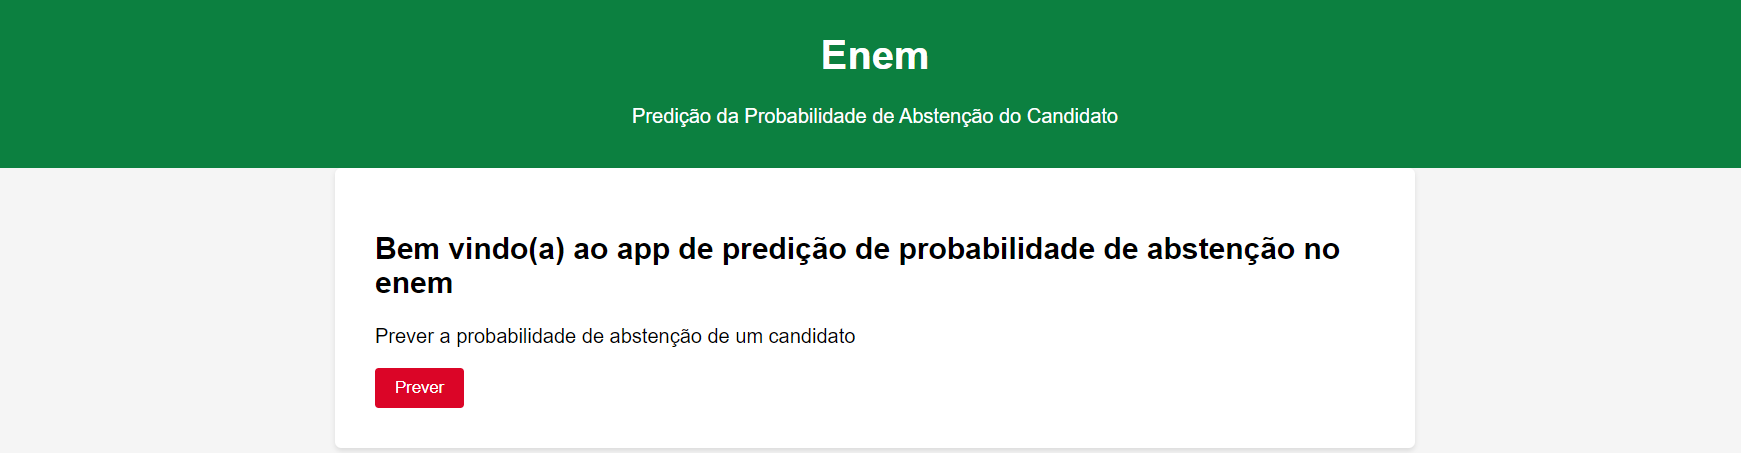 Enem
Predição da Probabilidade de Abstenção do Candidato
Bem vindo(a) ao app de predição de probabilidade de abstenção no
enem
Prever a probabilidade de abstenção de um candidato
Prever